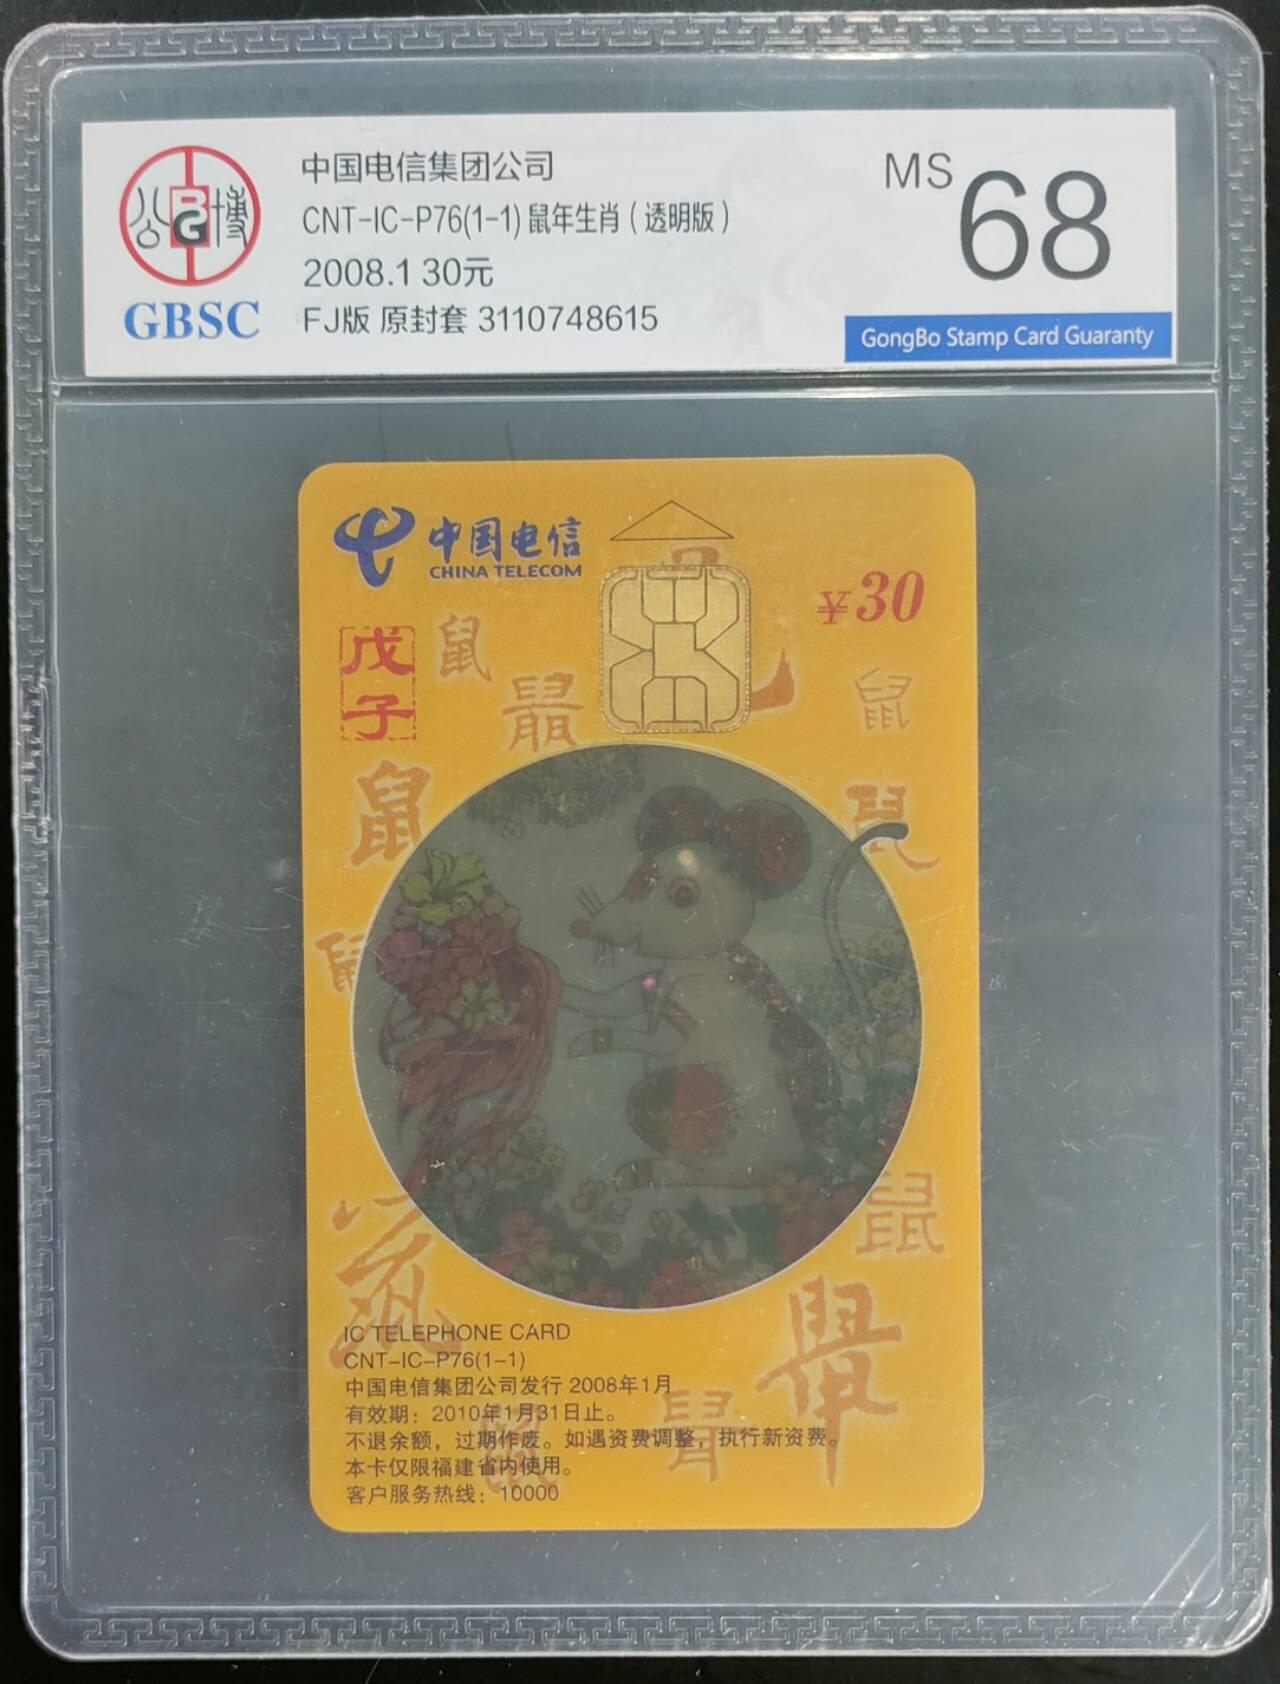 公博
BG
GBSC
中国电信集团公司
CNT-IC-P76(1-1) 鼠年生肖（透明版）
2008.1 30元
FJ版 原封套 3110748615
MS 68
GongBo Stamp Card Guaranty
中国电信
CHINA TELECOM
¥30
戊子
鼠
鼠
鼠
鼠
鼠
鼠
IC TELEPHONE CARD
CNT-IC-P76(1-1)
中国电信集团公司发行 2008年1月
有效期：2010年1月31日止。
不退余额，过期作废。如遇资费调整，执行新资费。
本卡仅限福建省内使用。
客户服务热线：10000